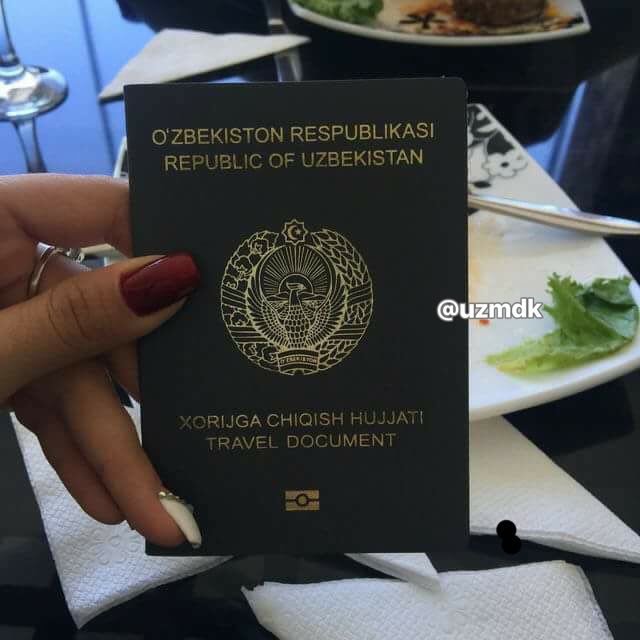 O'ZBEKISTON RESPUBLIKASI
REPUBLIC OF UZBEKISTAN
@uzmdk
XORIJGA CHIQISH HUJJATI
TRAVEL DOCUMENT